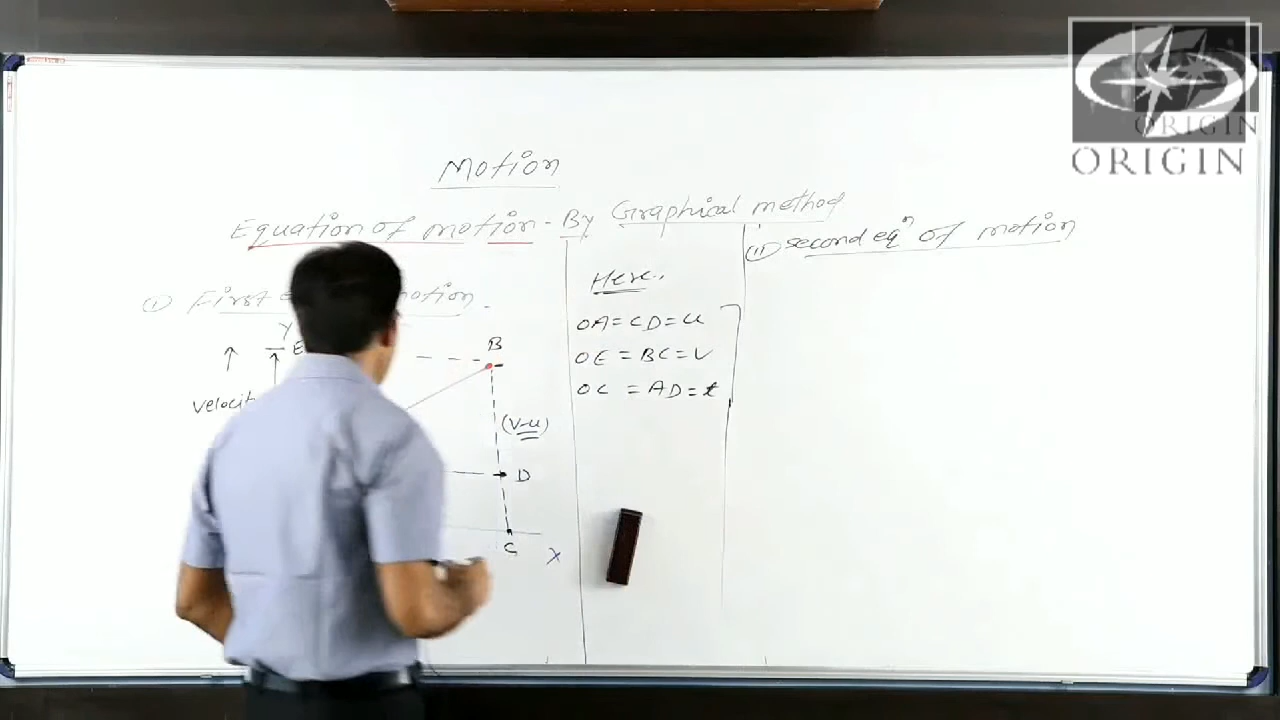 ORIGIN
ORIGIN
Motion
Equation of motion - By Graphical method
(i) First motion.
Y
E
B
Velocit
(V-u)
D
C
X
Here,
OA = CD = u
OE = BC = V
OC = AD = t
(ii) second eqⁿ of motion